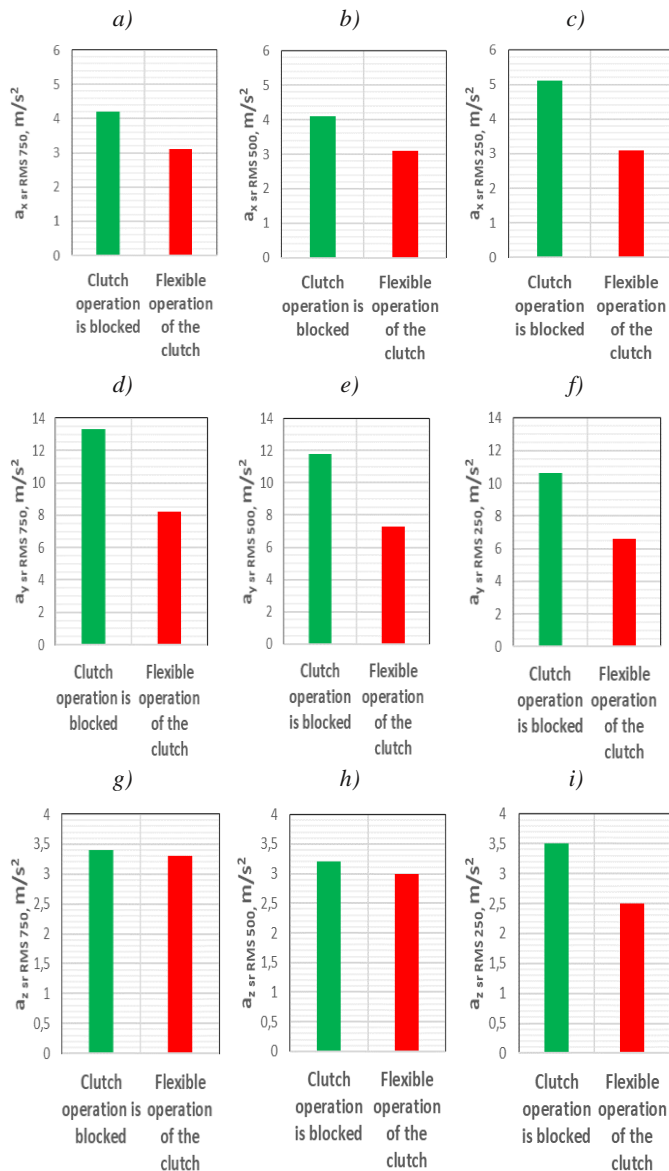 a)
a x sr RMS 750, m/s²
6
5
4
3
2
1
0
Clutch
operation
is blocked
Flexible
operation
of the
clutch
b)
a x sr RMS 500, m/s²
6
5
4
3
2
1
0
Clutch
operation is
blocked
Flexible
operation
of the
clutch
c)
a x sr RMS 250, m/s²
6
5
4
3
2
1
0
Clutch
operation
is blocked
Flexible
operation
of the
clutch
d)
a y sr RMS 750, m/s²
14
12
10
8
6
4
2
0
Clutch
operation is
blocked
Flexible
operation
of the
clutch
e)
a y sr RMS 500, m/s²
14
12
10
8
6
4
2
0
Clutch
operation
is blocked
Flexible
operation
of the
clutch
f)
a y sr RMS 250, m/s²
14
12
10
8
6
4
2
0
Clutch
operation
is blocked
Flexible
operation
of the
clutch
g)
a z sr RMS 750, m/s²
4
3,5
3
2,5
2
1,5
1
0,5
0
Clutch
operation is
blocked
Flexible
operation
of the
clutch
h)
a z sr RMS 500, m/s²
4
3,5
3
2,5
2
1,5
1
0,5
0
Clutch
operation
is blocked
Flexible
operation
of the
clutch
i)
a z sr RMS 250, m/s²
4
3,5
3
2,5
2
1,5
1
0,5
0
Clutch
operation
is blocked
Flexible
operation
of the
clutch